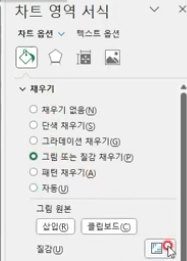 차트 영역 서식
차트 옵션 텍스트 옵션
채우기
채우기 없음(N)
단색 채우기(S)
그라데이션 채우기(G)
그림 또는 질감 채우기(P)
패턴 채우기(A)
자동(U)
그림 원본
삽입(R) 클립보드(C)
질감(U)